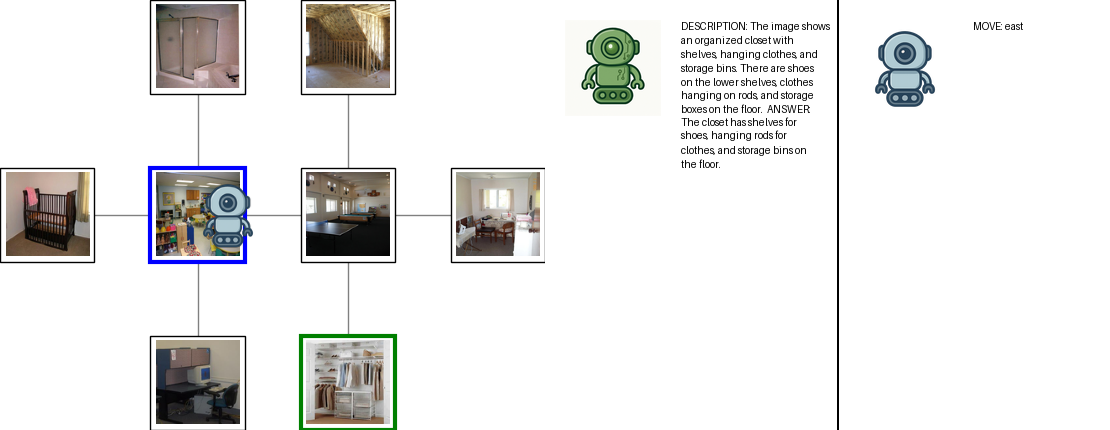 DESCRIPTION: The image shows
an organized closet with
shelves, hanging clothes, and
storage bins. There are shoes
on the lower shelves, clothes
hanging on rods, and storage
boxes on the floor. ANSWER
The closet has shelves for
shoes, hanging rods for
clothes, and storage bins on
the floor.
MOVE: east